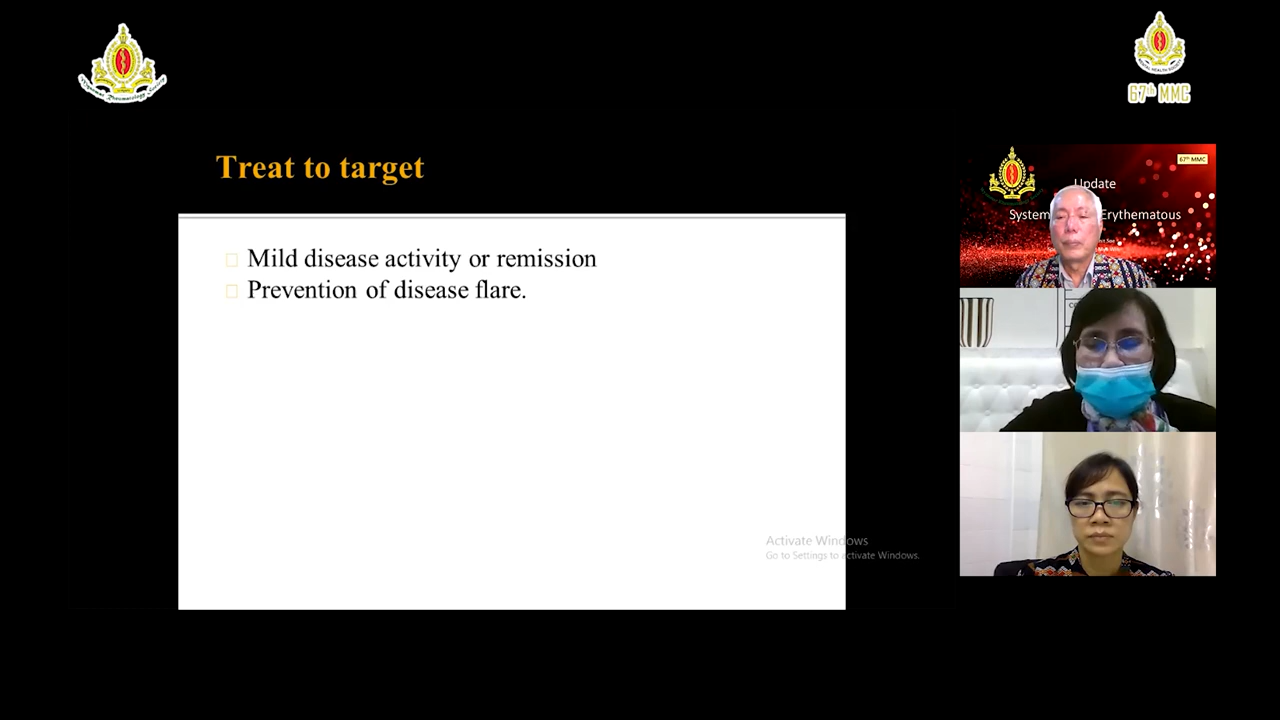 67th MMC
Treat to target
Mild disease activity or remission
Prevention of disease flare.
Activate Windows
Go to Settings to activate Windows.
67th MMC
Update
Erythematous